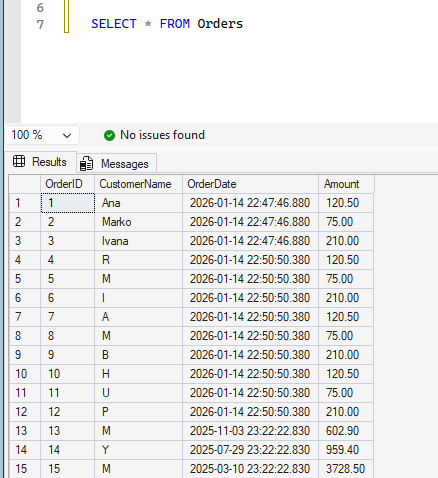 6
7 SELECT * FROM Orders
100 % No issues found
Results Messages
OrderID CustomerName OrderDate Amount
1 1 Ana 2026-01-14 22:47:46.880 120.50
2 2 Marko 2026-01-14 22:47:46.880 75.00
3 3 Ivana 2026-01-14 22:47:46.880 210.00
4 4 R 2026-01-14 22:50:50.380 120.50
5 5 M 2026-01-14 22:50:50.380 75.00
6 6 I 2026-01-14 22:50:50.380 210.00
7 7 A 2026-01-14 22:50:50.380 120.50
8 8 M 2026-01-14 22:50:50.380 75.00
9 9 B 2026-01-14 22:50:50.380 210.00
10 10 H 2026-01-14 22:50:50.380 120.50
11 11 U 2026-01-14 22:50:50.380 75.00
12 12 P 2026-01-14 22:50:50.380 210.00
13 13 M 2025-11-03 23:22:22.830 602.90
14 14 Y 2025-07-29 23:22:22.830 959.40
15 15 M 2025-03-10 23:22:22.830 3728.50